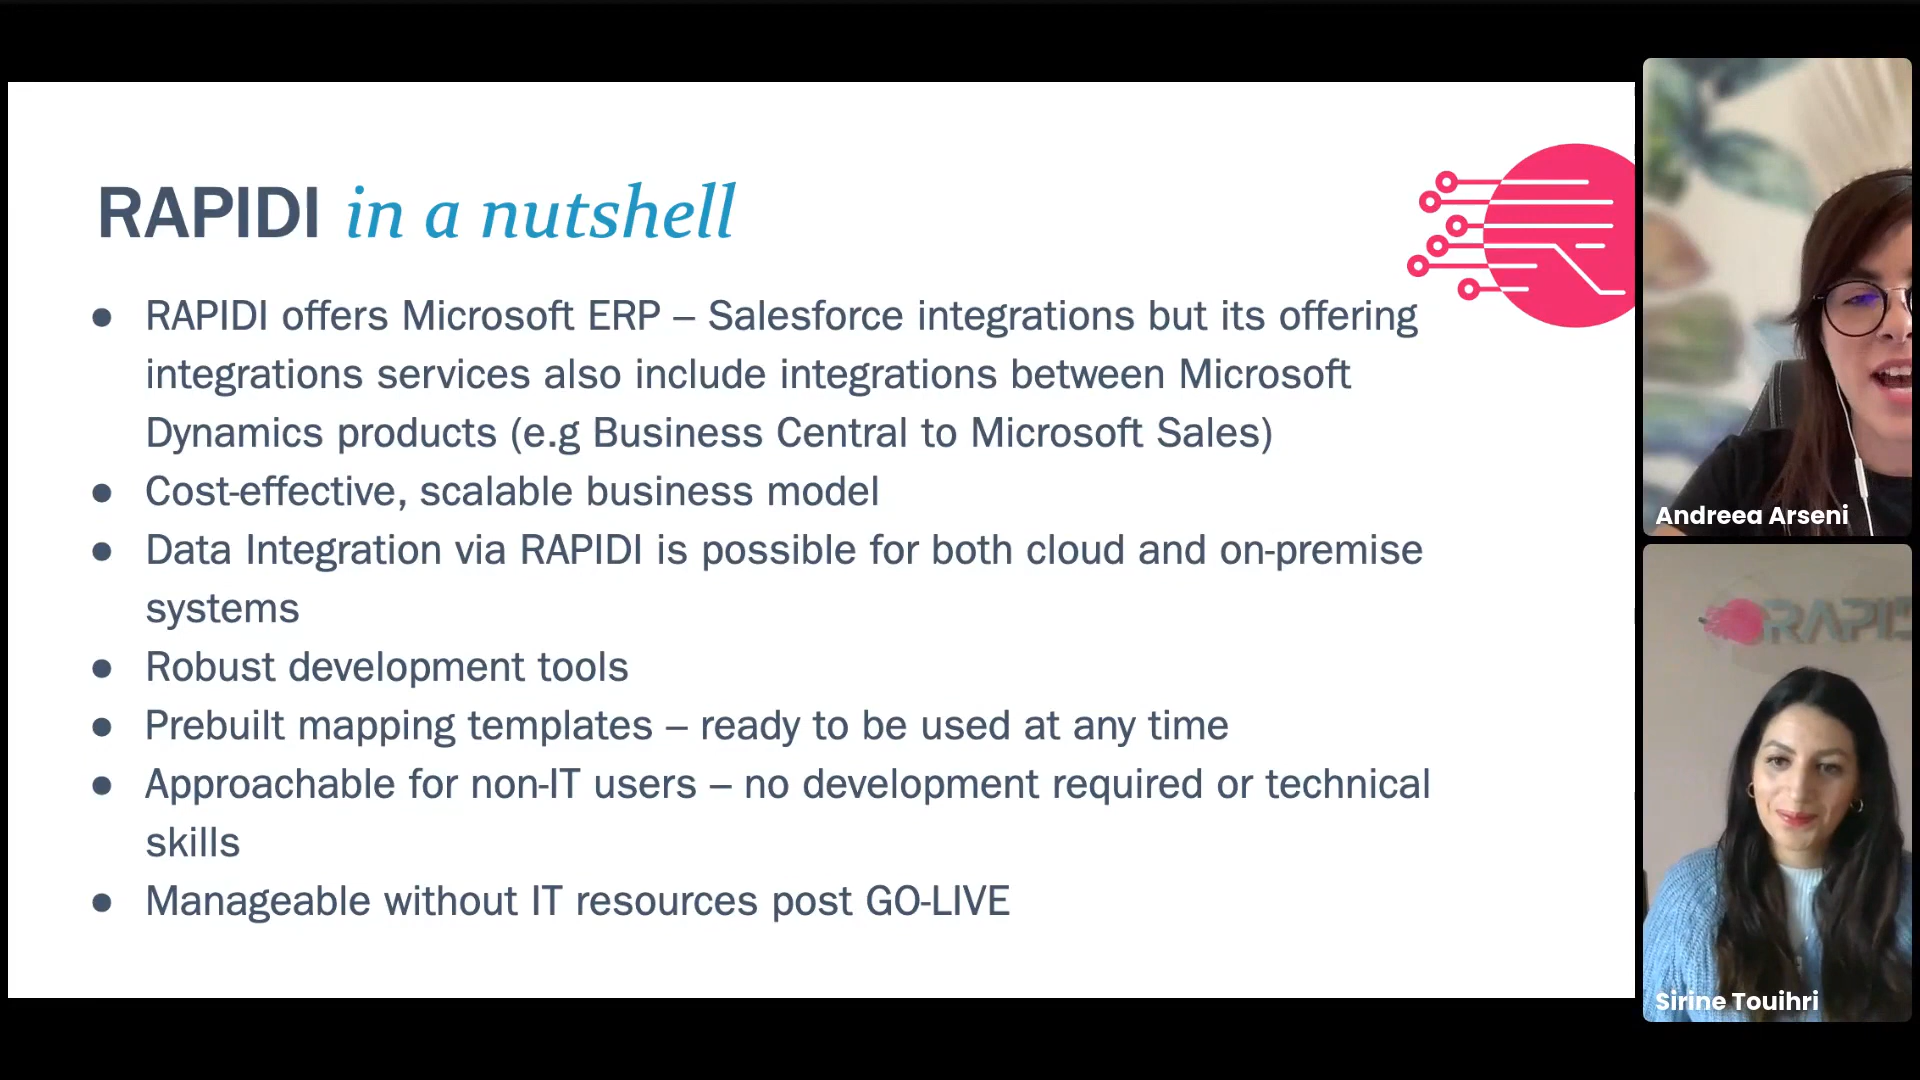 RAPIDI in a nutshell
● RAPIDI offers Microsoft ERP – Salesforce integrations but its offering
integrations services also include integrations between Microsoft
Dynamics products (e.g Business Central to Microsoft Sales)
● Cost-effective, scalable business model
● Data Integration via RAPIDI is possible for both cloud and on-premise
systems
● Robust development tools
● Prebuilt mapping templates – ready to be used at any time
● Approachable for non-IT users – no development required or technical
skills
● Manageable without IT resources post GO-LIVE
Andreea Arseni
RAPID
Sirine Touihri